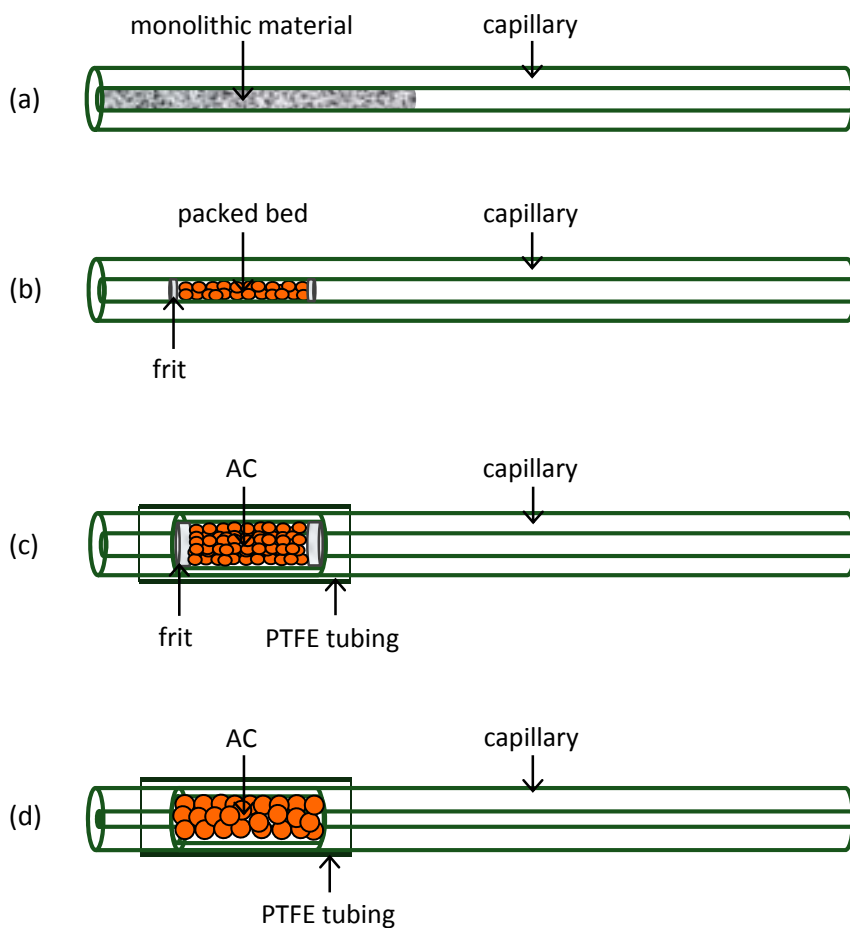 monolithic material capillary
(a)
packed bed capillary
(b)
frit
AC capillary
(c)
frit PTFE tubing
AC capillary
(d)
PTFE tubing